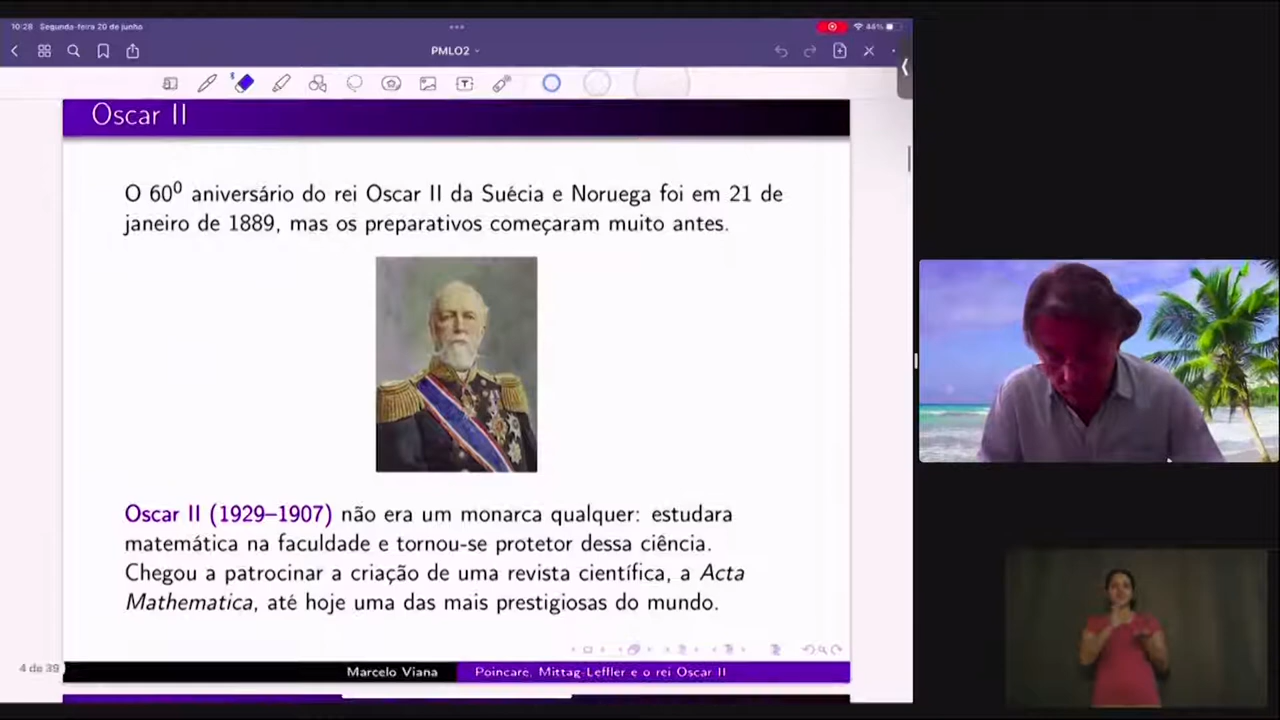 10:28 Segunda-feira 20 de junho
44%
PMLO2
Oscar II
O 60⁰ aniversário do rei Oscar II da Suécia e Noruega foi em 21 de
janeiro de 1889, mas os preparativos começaram muito antes.
Oscar II (1929–1907) não era um monarca qualquer: estudara
matemática na faculdade e tornou-se protetor dessa ciência.
Chegou a patrocinar a criação de uma revista científica, a Acta
Mathematica, até hoje uma das mais prestigiosas do mundo.
4 de 39
Marcelo Viana Poincaré, Mittag-Leffler e o rei Oscar II